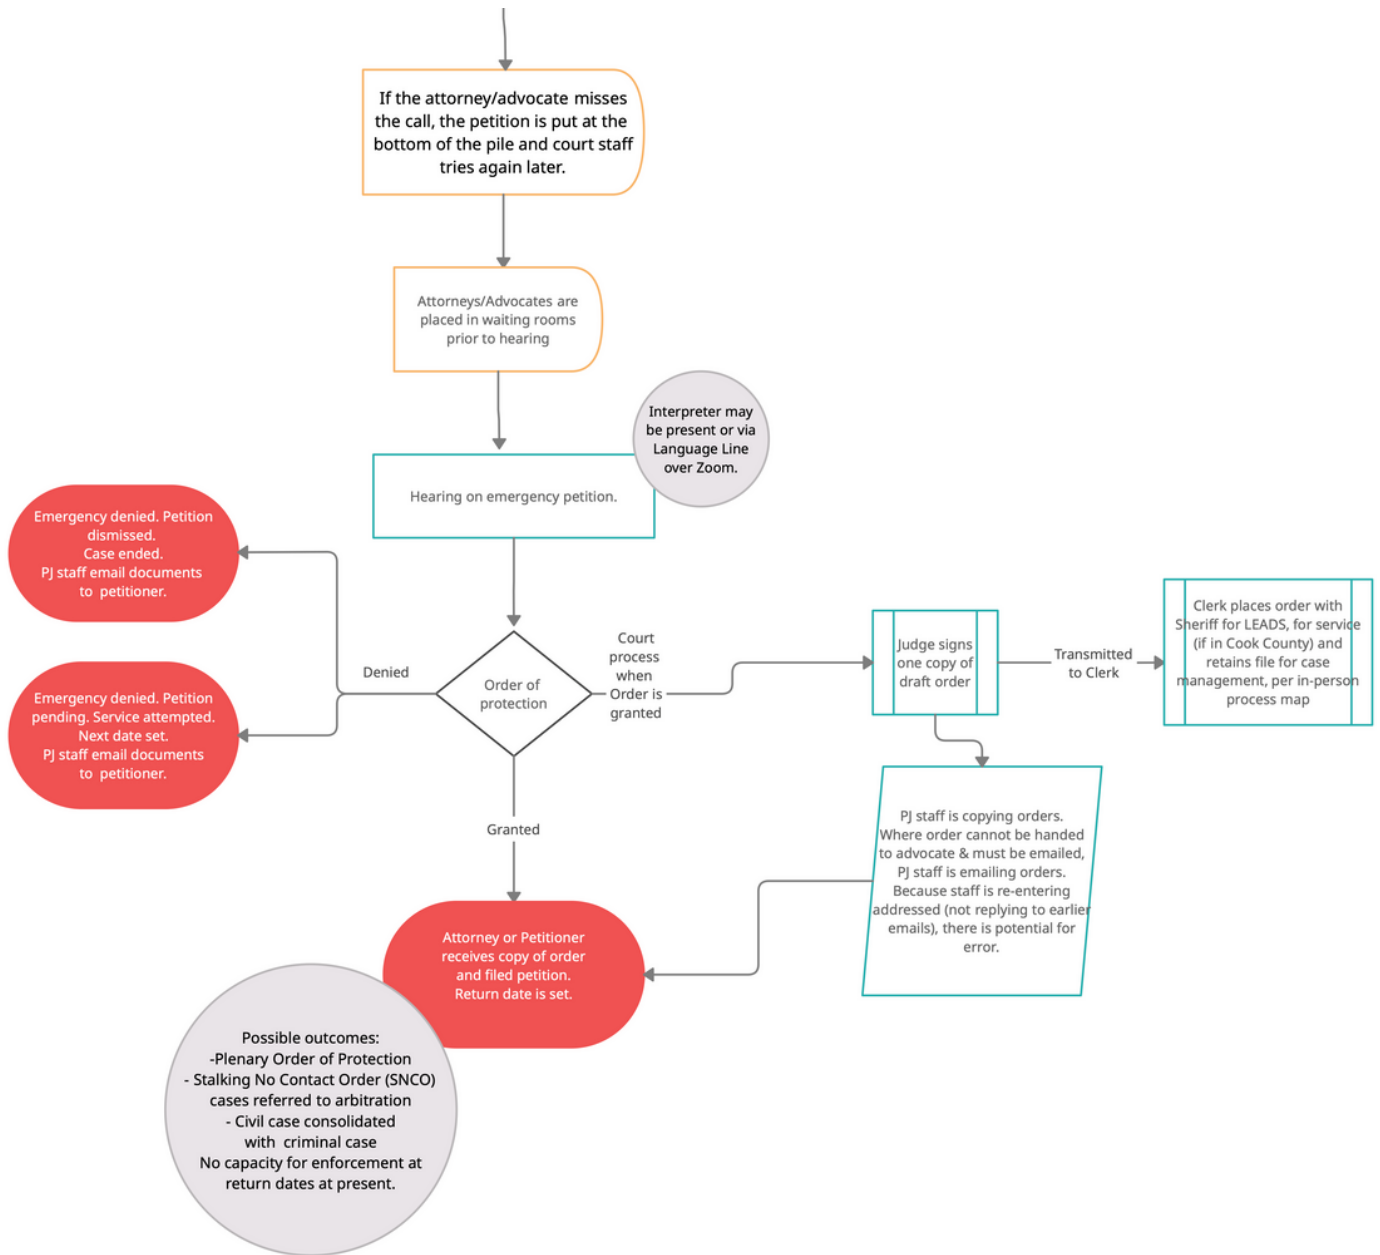 If the attorney/advocate misses
the call, the petition is put at the
bottom of the pile and court staff
tries again later.
Attorneys/Advocates are
placed in waiting rooms
prior to hearing
Interpreter may
be present or via
Language Line
over Zoom.
Hearing on emergency petition.
Emergency denied. Petition
dismissed.
Case ended.
PJ staff email documents
to petitioner.
Emergency denied. Petition
pending. Service attempted.
Next date set.
PJ staff email documents
to petitioner.
Denied
Order of
protection
Court
process
when
Order is
granted
Judge signs
one copy of
draft order
Transmitted
to Clerk
Clerk places order with
Sheriff for LEADS, for service
(if in Cook County) and
retains file for case
management, per in-person
process map
PJ staff is copying orders.
Where order cannot be handed
to advocate & must be emailed,
PJ staff is emailing orders.
Because staff is re-entering
addressed (not replying to earlier
emails), there is potential for
error.
Granted
Attorney or Petitioner
receives copy of order
and filed petition.
Return date is set.
Possible outcomes:
-Plenary Order of Protection
- Stalking No Contact Order (SNCO)
cases referred to arbitration
- Civil case consolidated
with criminal case
No capacity for enforcement at
return dates at present.